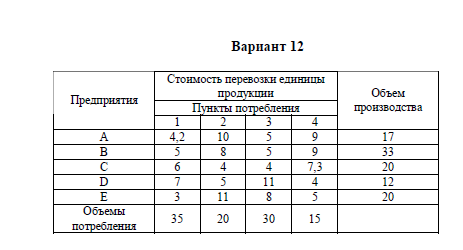 Вариант 12
Предприятия
Стоимость перевозки единицы
продукции
Объем
производства
Пункты потребления
1 2 3 4
A 4,2 10 5 9 17
B 5 8 5 9 33
C 6 4 4 7,3 20
D 7 5 11 4 12
E 3 11 8 5 20
Объемы
потребления
35 20 30 15